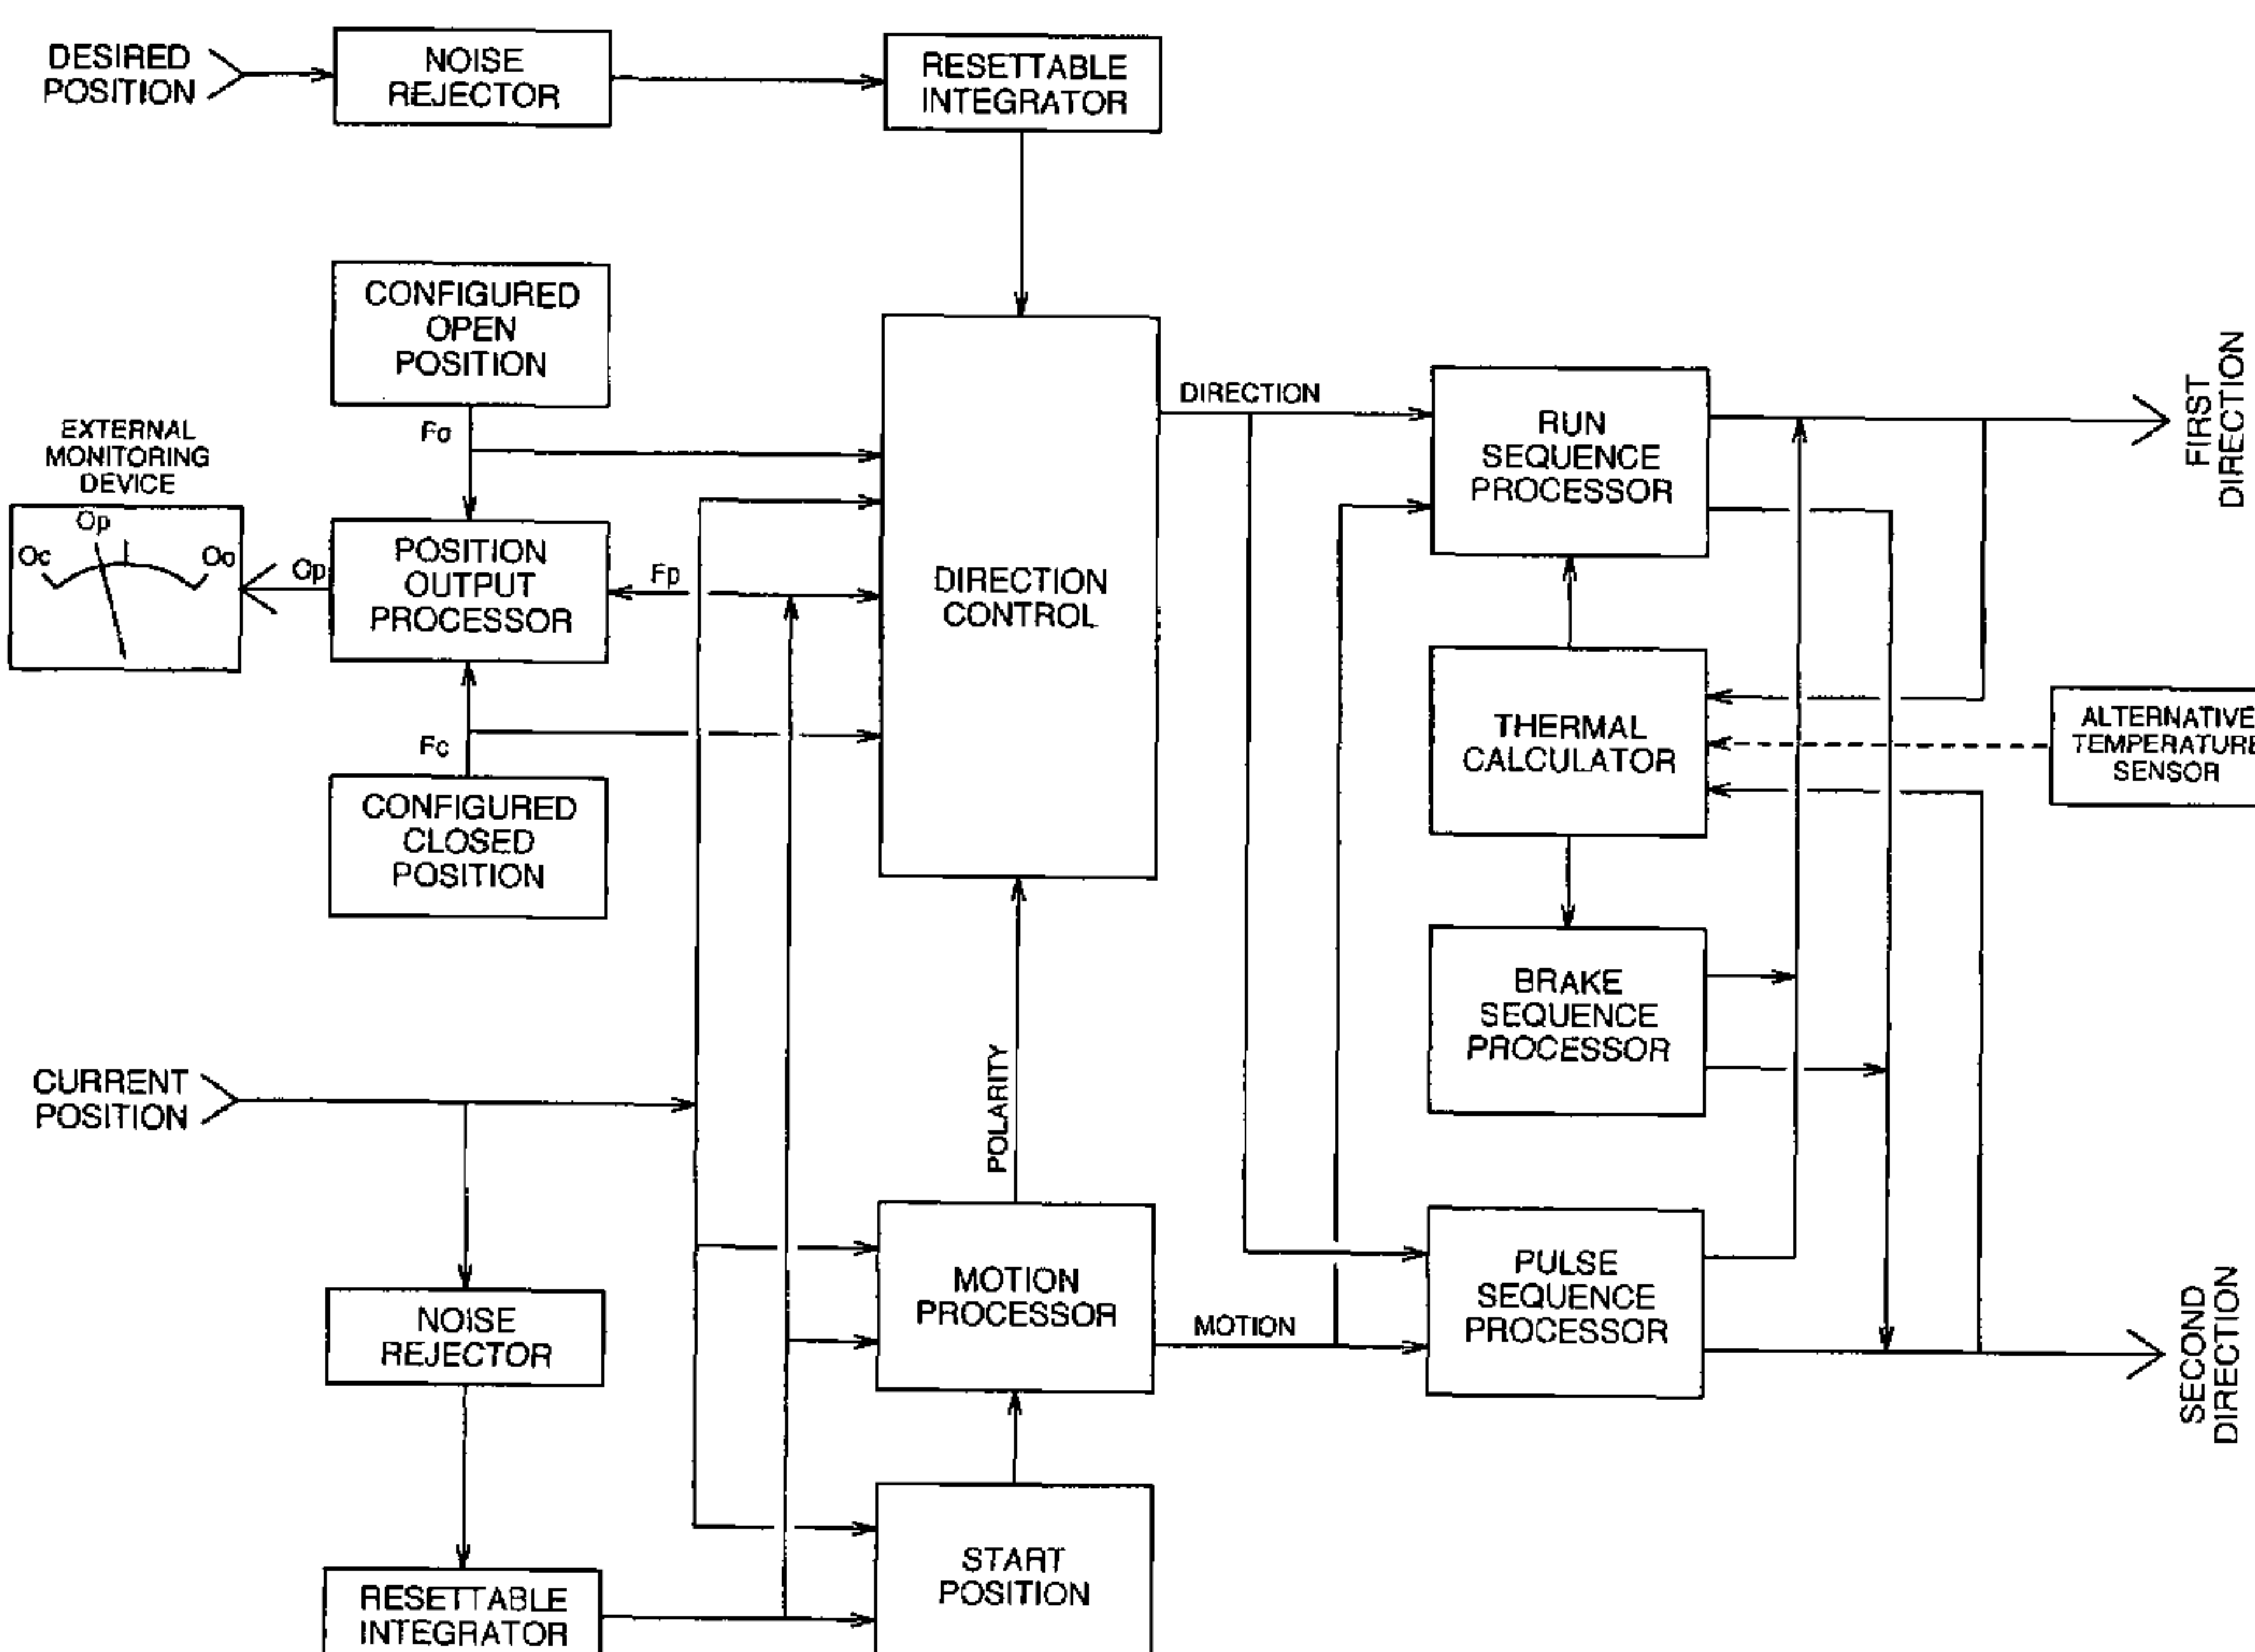 DESIRED
POSITION
NOISE
REJECTOR
RESETTABLE
INTEGRATOR
CONFIGURED
OPEN
POSITION
Fo
EXTERNAL
MONITORING
DEVICE
Op
Oc
Oo
Op
POSITION
OUTPUT
PROCESSOR
Fp
Fc
CONFIGURED
CLOSED
POSITION
DIRECTION
CONTROL
DIRECTION
RUN
SEQUENCE
PROCESSOR
FIRST
DIRECTION
THERMAL
CALCULATOR
ALTERNATIVE
TEMPERATURE
SENSOR
BRAKE
SEQUENCE
PROCESSOR
CURRENT
POSITION
POLARITY
NOISE
REJECTOR
MOTION
PROCESSOR
MOTION
PULSE
SEQUENCE
PROCESSOR
SECOND
DIRECTION
RESETTABLE
INTEGRATOR
START
POSITION